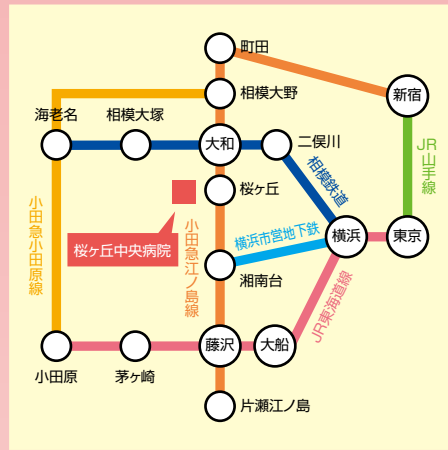 町田
相模大野
新宿
海老名
相模大塚
大和
二俣川
JR山手線
相模鉄道
桜ヶ丘
小田急小田原線
桜ヶ丘中央病院
小田急江ノ島線
横浜市営地下鉄
横浜
東京
湘南台
JR東海道線
藤沢
大船
小田原
茅ヶ崎
片瀬江ノ島